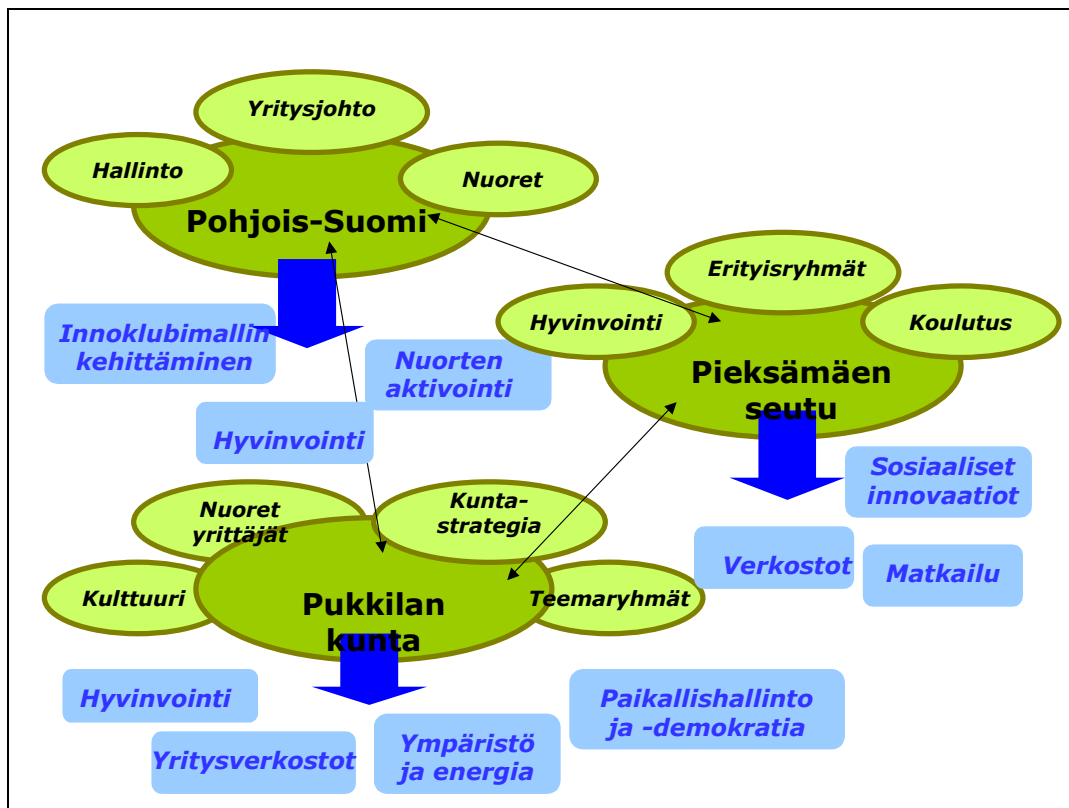 Yritysjohto
Hallinto
Nuoret
Pohjois-Suomi
Erityisryhmät
Hyvinvointi
Koulutus
Pieksämäen
seutu
Innoklubimallin
kehittäminen
Nuorten
aktivointi
Hyvinvointi
Sosiaaliset
innovaatiot
Verkostot
Matkailu
Nuoret
yrittäjät
Kunta-
strategia
Kulttuuri
Teemaryhmät
Pukkilan
kunta
Hyvinvointi
Yritysverkostot
Ympäristö
ja energia
Paikallishallinto
ja -demokratia